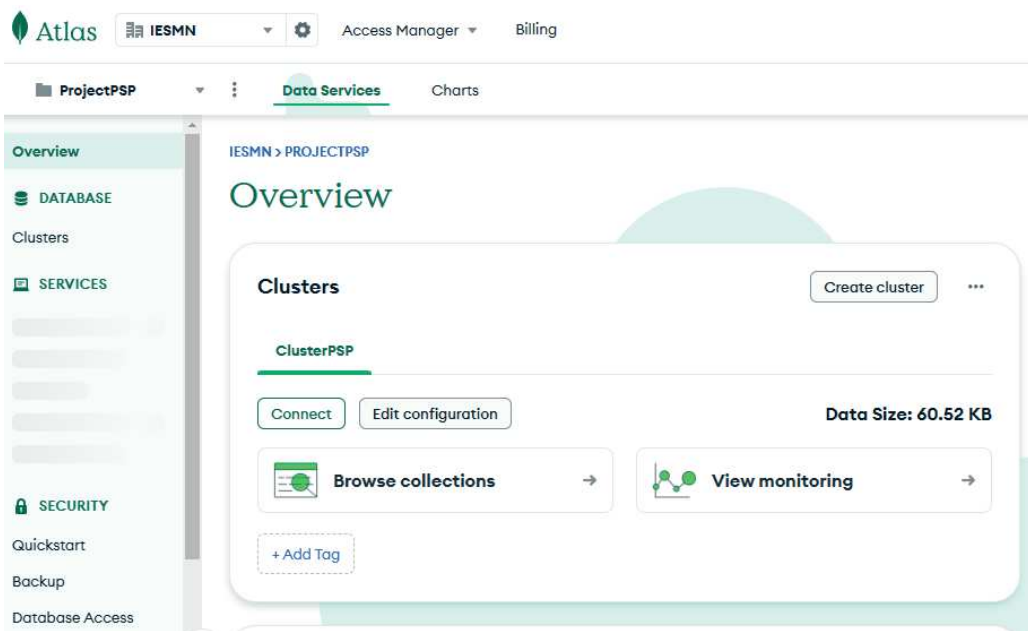 Atlas
IESMN
Access Manager
Billing
ProjectPSP
Data Services
Charts
Overview
DATABASE
Clusters
SERVICES
SECURITY
Quickstart
Backup
Database Access
IESMN > PROJECTPSP
Overview
Clusters
Create cluster
ClusterPSP
Connect
Edit configuration
Data Size: 60.52 KB
Browse collections
View monitoring
+ Add Tag